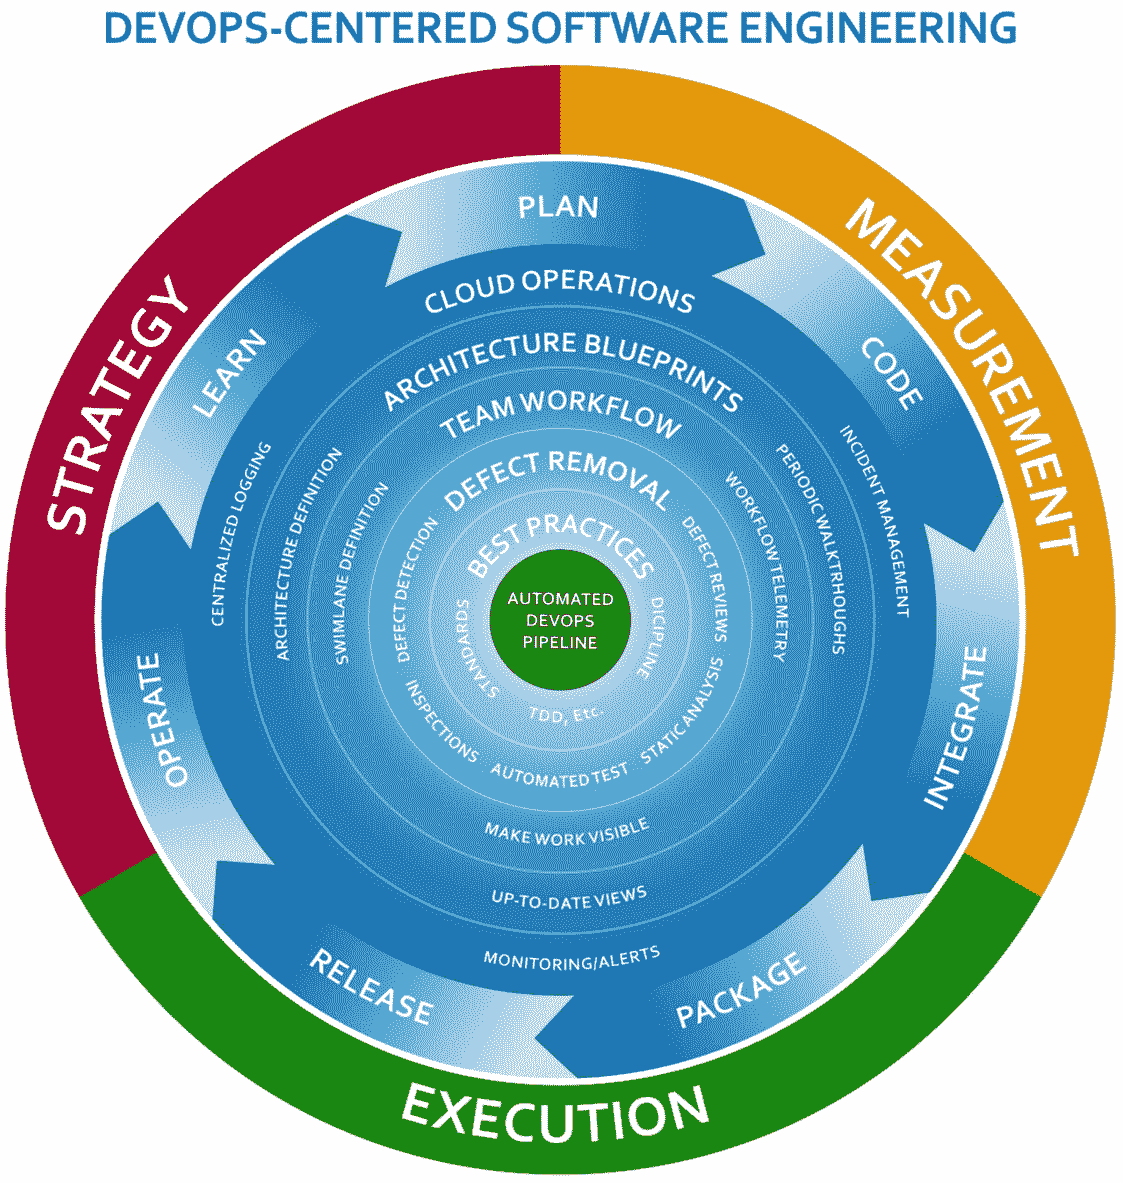 DEVOPS-CENTERED SOFTWARE ENGINEERING
STRATEGY
MEASUREMENT
EXECUTION
PLAN
CODE
INTEGRATE
PACKAGE
RELEASE
OPERATE
LEARN
CLOUD OPERATIONS
CENTRALIZED LOGGING
INCIDENT MANAGEMENT
MONITORING/ALERTS
ARCHITECTURE BLUEPRINTS
ARCHITECTURE DEFINITION
PERIODIC WALKTRHOUGHS
UP-TO-DATE VIEWS
TEAM WORKFLOW
SWIMLANE DEFINITION
WORKFLOW TELEMETRY
MAKE WORK VISIBLE
DEFECT REMOVAL
DEFECT DETECTION
DEFECT REVIEWS
INSPECTIONS
AUTOMATED TEST
STATIC ANALYSIS
BEST PRACTICES
STANDARDS
DICIPLINE
TDD, Etc.
AUTOMATED
DEVOPS
PIPELINE